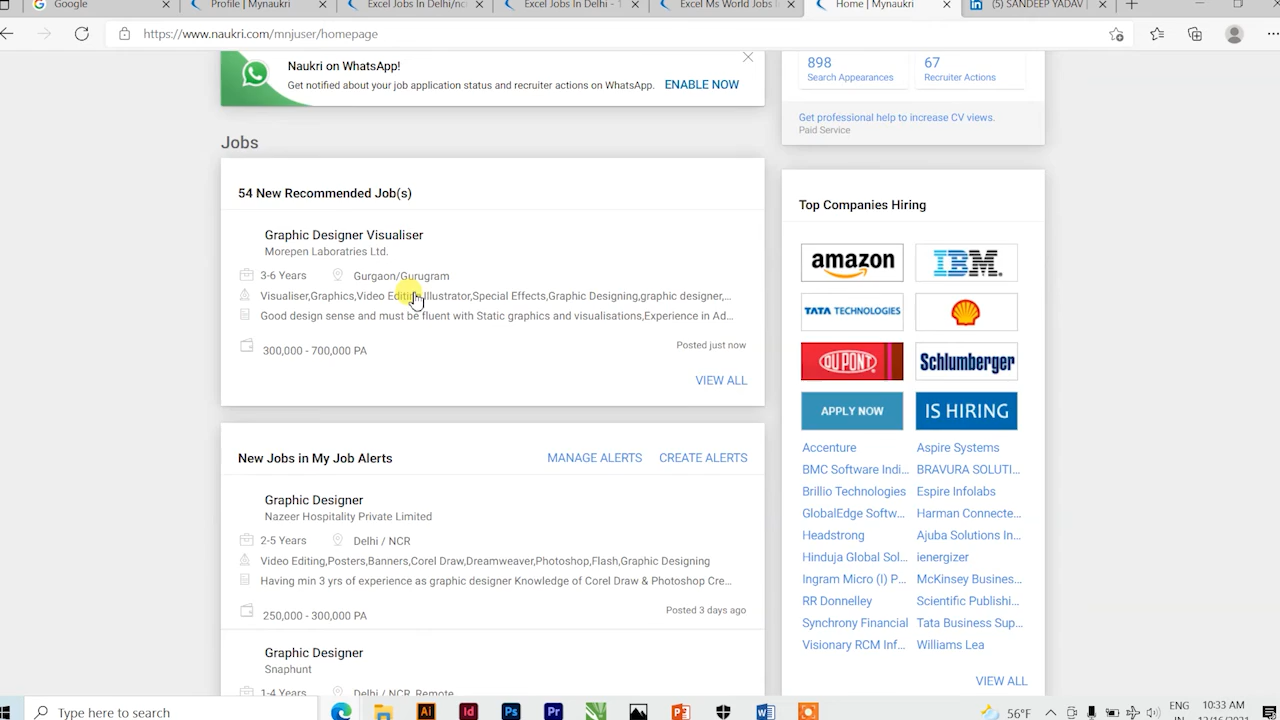 Google
Profile | Mynaukri
Excel Jobs In Delhi/nc
Excel Jobs In Delhi - 1
Excel Ms World Jobs I
Home | Mynaukri
(5) SANDEEP YADAV |
https://www.naukri.com/mnjuser/homepage
Naukri on WhatsApp!
Get notified about your job application status and recruiter actions on WhatsApp.
ENABLE NOW
898
Search Appearances
67
Recruiter Actions
Get professional help to increase CV views.
Paid Service
Jobs
54 New Recommended Job(s)
Graphic Designer Visualiser
Morepen Laboratries Ltd.
3-6 Years
Gurgaon/Gurugram
Visualiser,Graphics,Video Editing,Illustrator,Special Effects,Graphic Designing,graphic designer,...
Good design sense and must be fluent with Static graphics and visualisations,Experience in Ad...
300,000 - 700,000 PA
Posted just now
VIEW ALL
New Jobs in My Job Alerts
MANAGE ALERTS
CREATE ALERTS
Graphic Designer
Nazeer Hospitality Private Limited
2-5 Years
Delhi / NCR
Video Editing,Posters,Banners,Corel Draw,Dreamweaver,Photoshop,Flash,Graphic Designing
Having min 3 yrs of experience as graphic designer Knowledge of Corel Draw & Photoshop Cre...
250,000 - 300,000 PA
Posted 3 days ago
Graphic Designer
Snaphunt
1-4 Years
Delhi / NCR, Remote
Top Companies Hiring
amazon
IBM
TATA TECHNOLOGIES
DUPONT
Schlumberger
APPLY NOW
IS HIRING
Accenture
Aspire Systems
BMC Software Indi...
BRAVURA SOLUTI...
Brillio Technologies
Espire Infolabs
GlobalEdge Softw...
Harman Connecte...
Headstrong
Ajuba Solutions In...
Hinduja Global Sol...
ienergizer
Ingram Micro (I) P...
McKinsey Business...
RR Donnelley
Scientific Publishi...
Synchrony Financial
Tata Business Sup...
Visionary RCM Inf...
Williams Lea
VIEW ALL
Type here to search
Ai
Id
Ps
Pr
56°F
10:33 AM